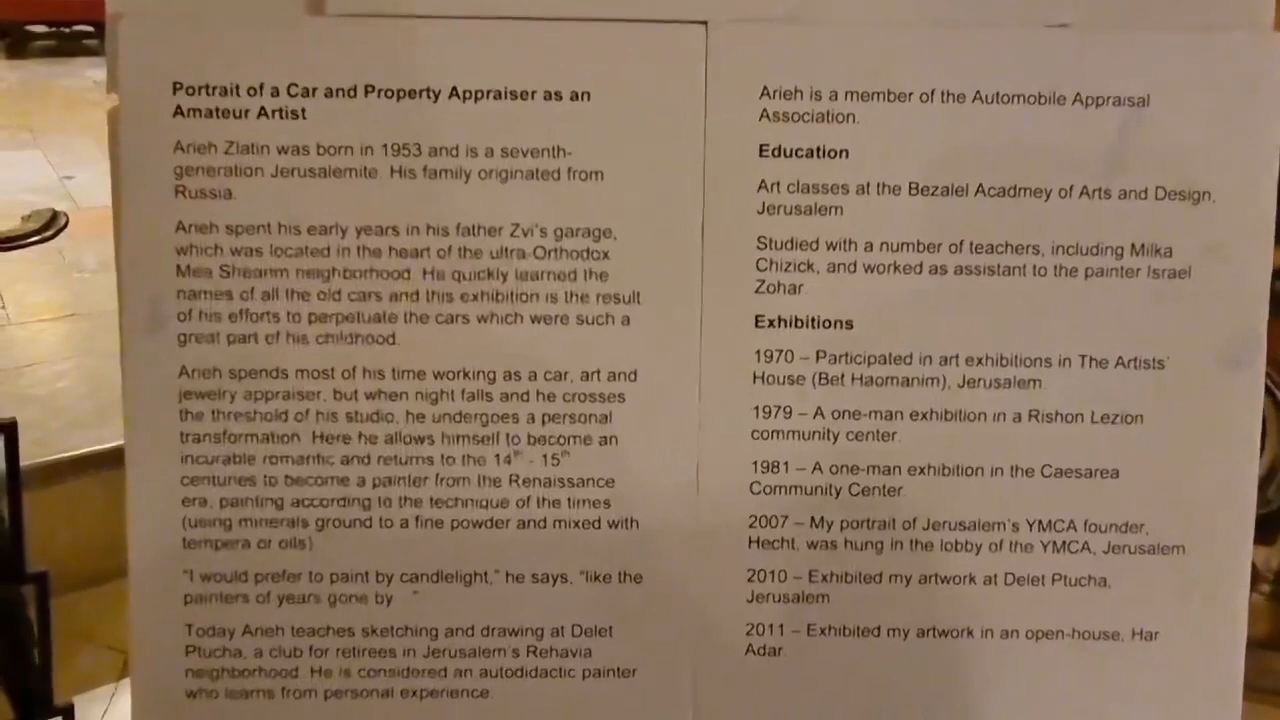 Portrait of a Car and Property Appraiser as an
Amateur Artist
Arieh Zlatin was born in 1953 and is a seventh-
generation Jerusalemite. His family originated from
Russia.
Arieh spent his early years in his father Zvi's garage,
which was located in the heart of the ultra-Orthodox
Mea Shearim neighborhood. He quickly learned the
names of all the old cars and this exhibition is the result
of his efforts to perpetuate the cars which were such a
great part of his childhood.
Arieh spends most of his time working as a car, art and
jewelry appraiser, but when night falls and he crosses
the threshold of his studio, he undergoes a personal
transformation. Here he allows himself to become an
incurable romantic and returns to the 14th - 15th
centuries to become a painter from the Renaissance
era, painting according to the technique of the times
(using minerals ground to a fine powder and mixed with
tempera or oils)
"I would prefer to paint by candlelight," he says, "like the
painters of years gone by "
Today Arieh teaches sketching and drawing at Delet
Ptucha, a club for retirees in Jerusalem's Rehavia
neighborhood. He is considered an autodidactic painter
who learns from personal experience.
Arieh is a member of the Automobile Appraisal
Association.
Education
Art classes at the Bezalel Acadmey of Arts and Design,
Jerusalem
Studied with a number of teachers, including Milka
Chizick, and worked as assistant to the painter Israel
Zohar.
Exhibitions
1970 – Participated in art exhibitions in The Artists'
House (Bet Haomanim), Jerusalem.
1979 – A one-man exhibition in a Rishon Lezion
community center.
1981 – A one-man exhibition in the Caesarea
Community Center.
2007 – My portrait of Jerusalem's YMCA founder,
Hecht, was hung in the lobby of the YMCA, Jerusalem.
2010 – Exhibited my artwork at Delet Ptucha,
Jerusalem
2011 – Exhibited my artwork in an open-house, Har
Adar.